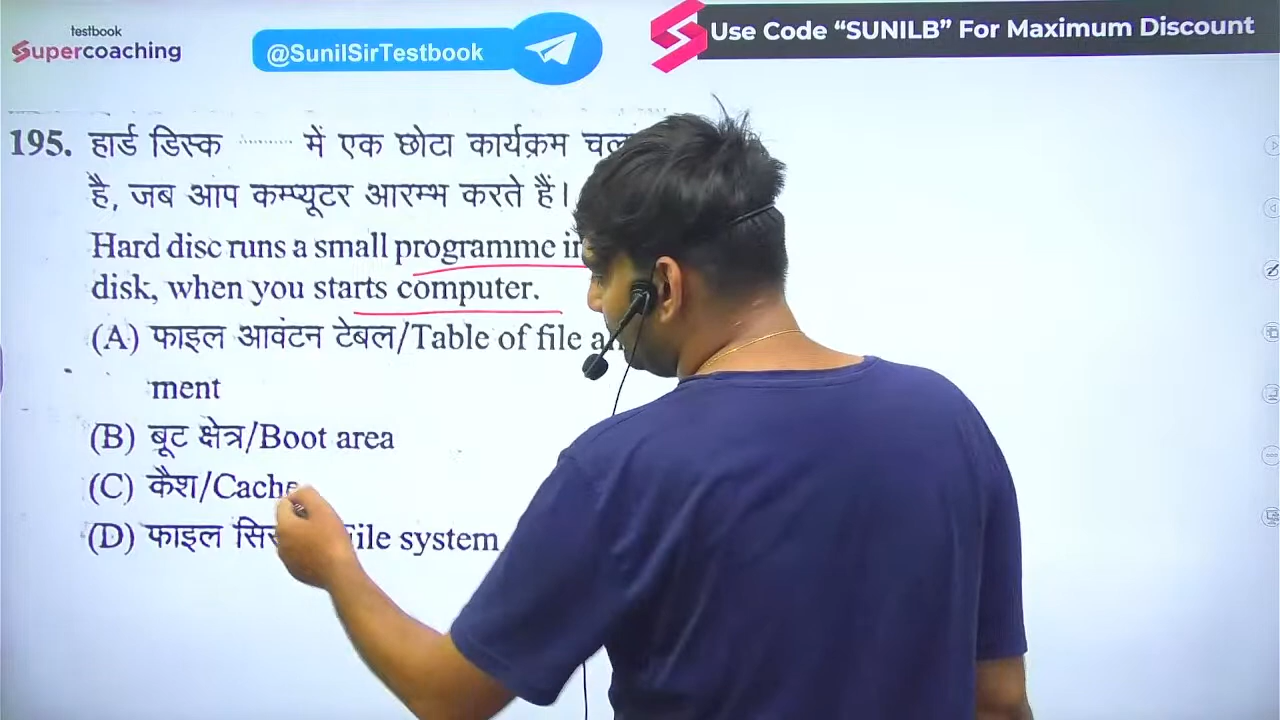 testbook
Supercoaching
@SunilSirTestbook
Use Code “SUNILB” For Maximum Discount
195. हार्ड डिस्क ........ में एक छोटा कार्यक्रम
है, जब आप कम्प्यूटर आरम्भ करते हैं।
Hard disc runs a small programme
disk, when you starts computer.
(A) फाइल आवंटन टेबल/Table of file
ment
(B) बूट क्षेत्र/Boot area
(C) कैश/Cache
(D) फाइल system